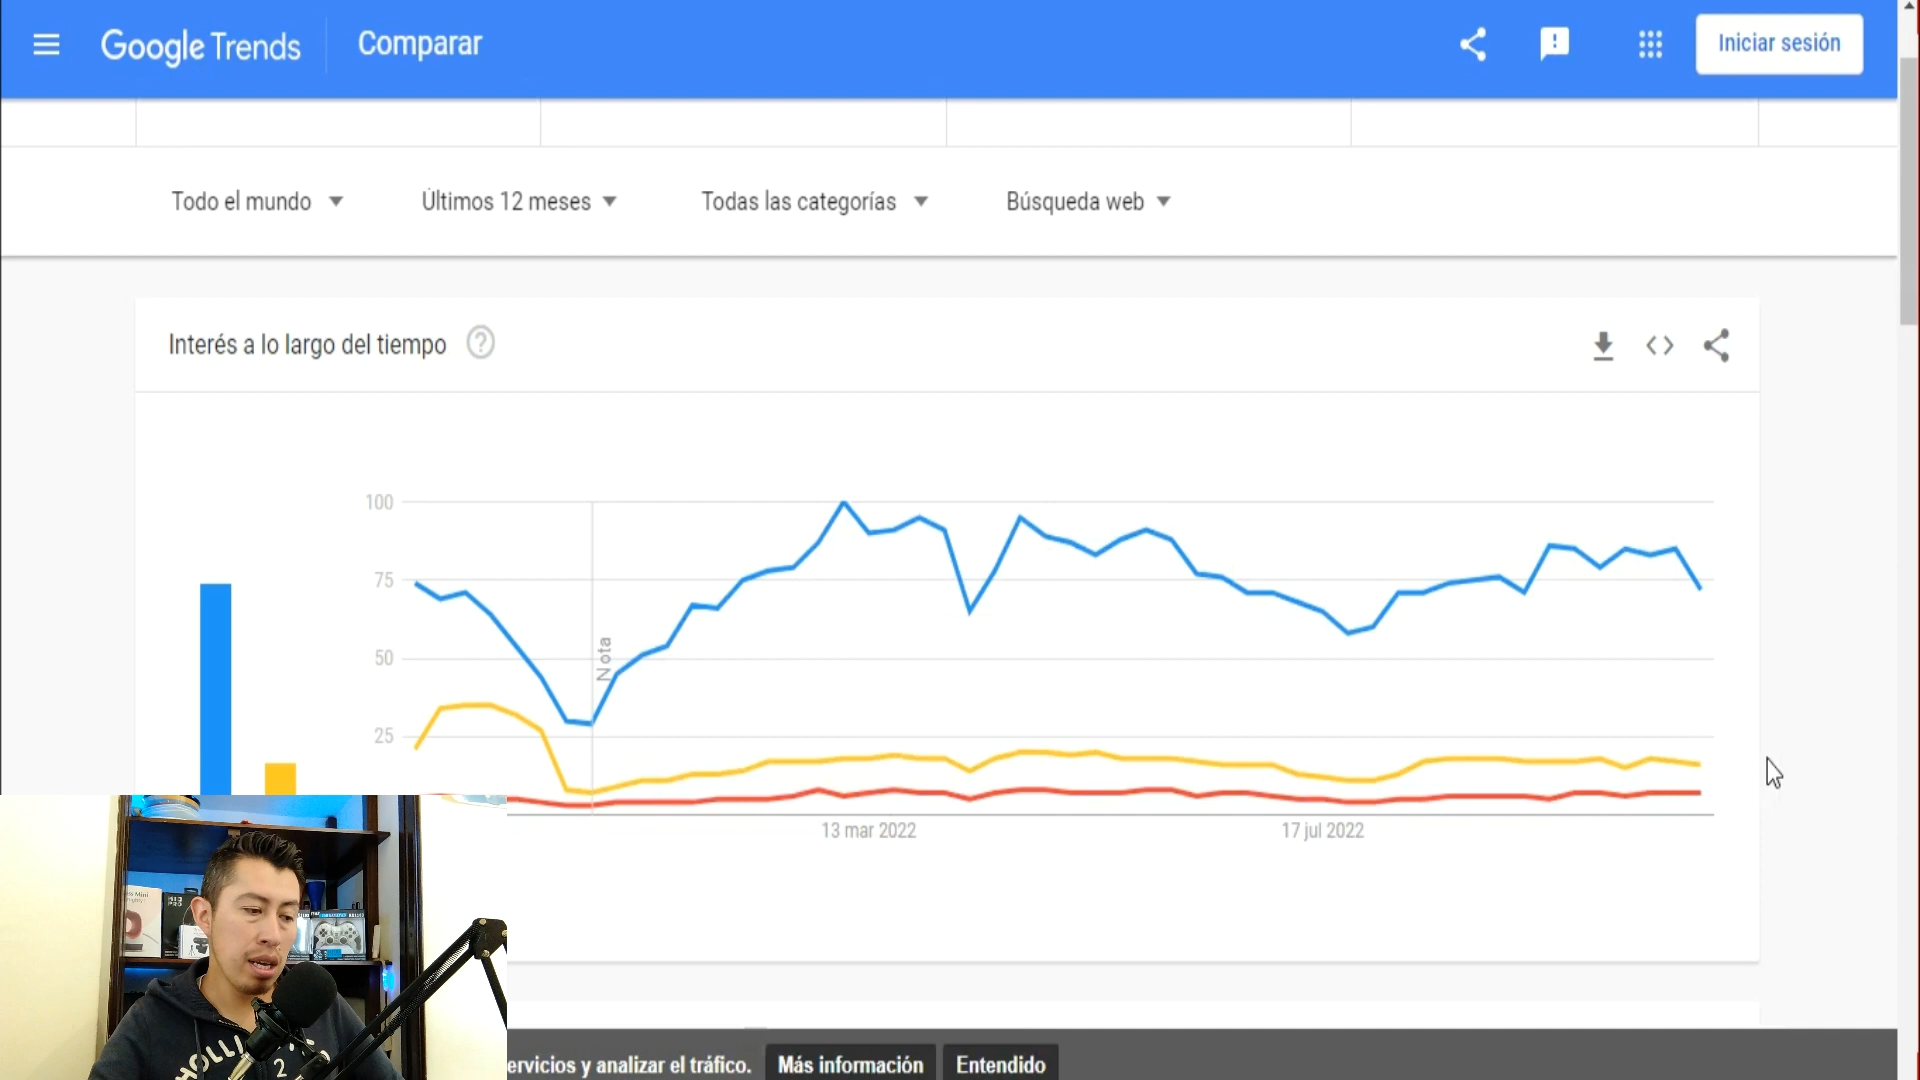 Google Trends
Comparar
Iniciar sesión
Todo el mundo
Últimos 12 meses
Todas las categorías
Búsqueda web
Interés a lo largo del tiempo
100
75
50
25
Nota
13 mar 2022
17 jul 2022
ervicios y analizar el tráfico.
Más información
Entendido
HOLLI
2